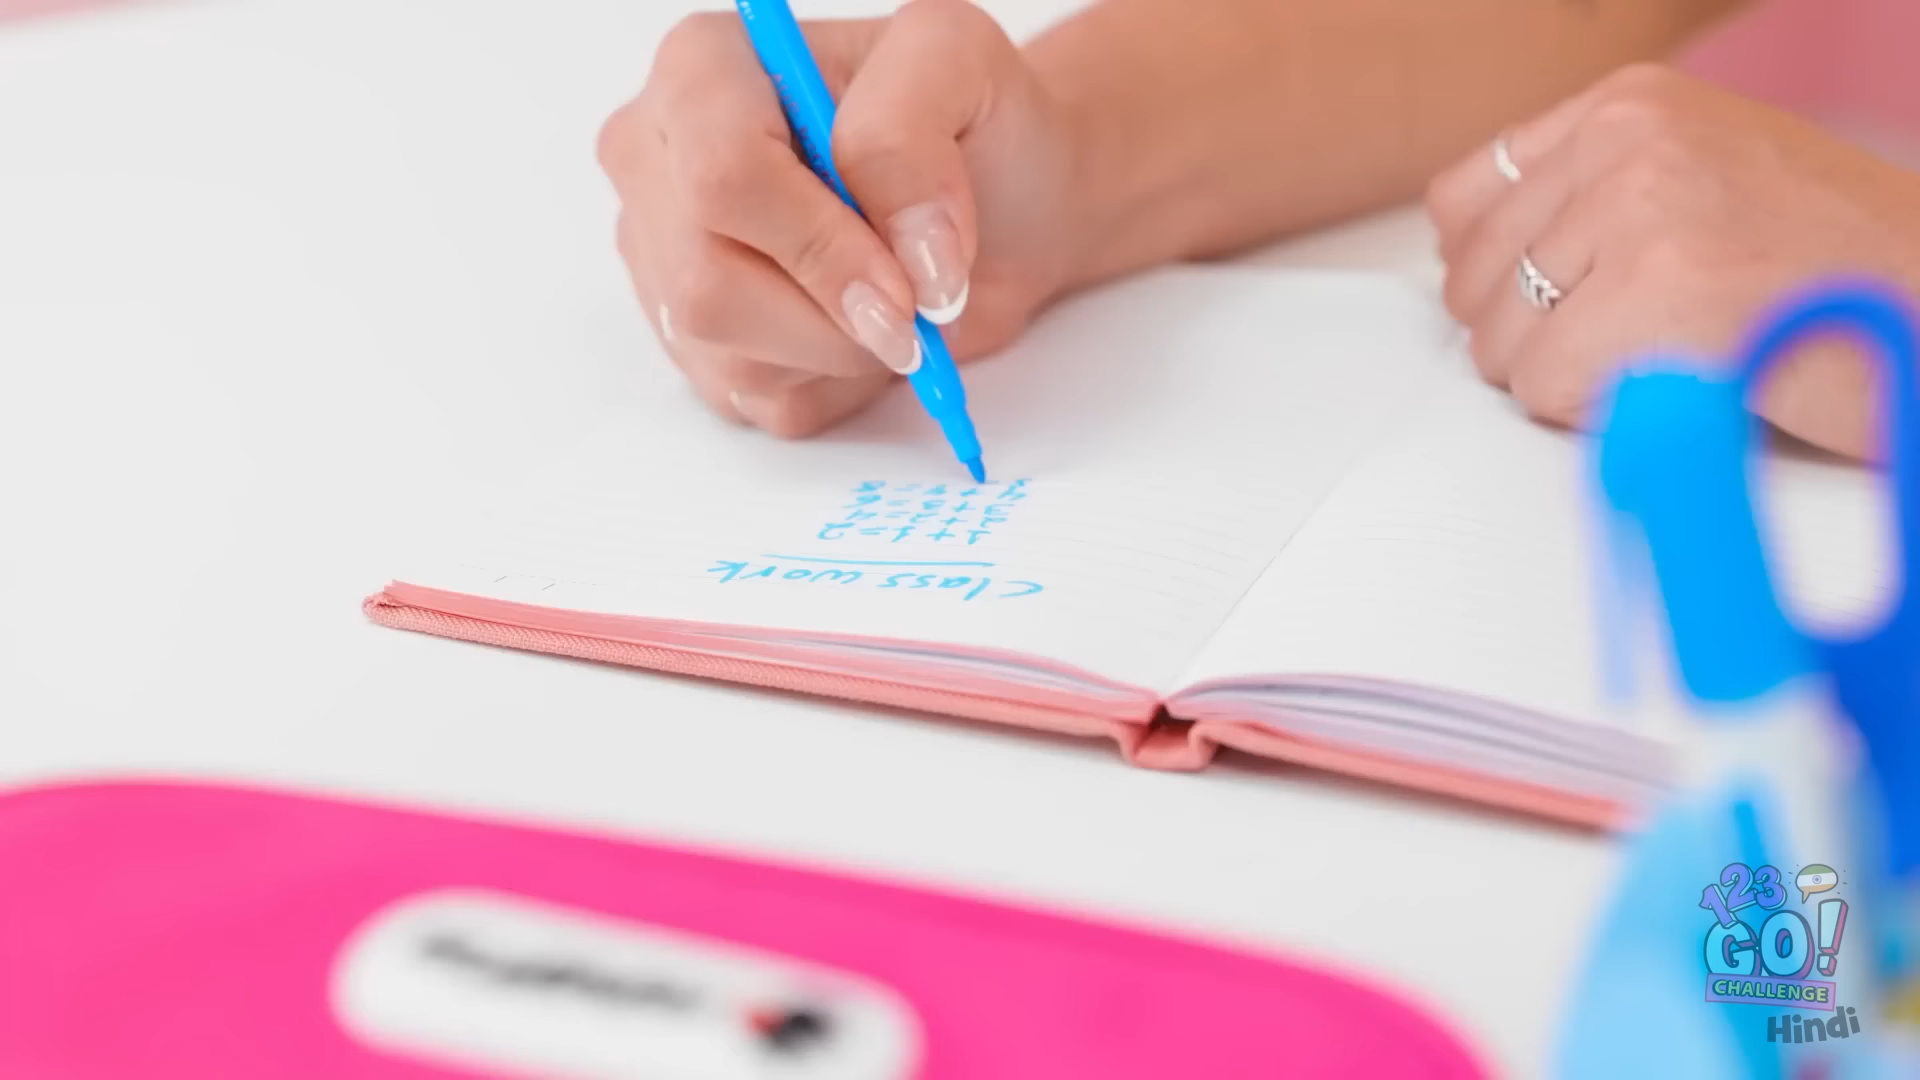 Class work
1+1=2
2+2=4
3+3=6
4+4=8
123
GO!
CHALLENGE
Hindi